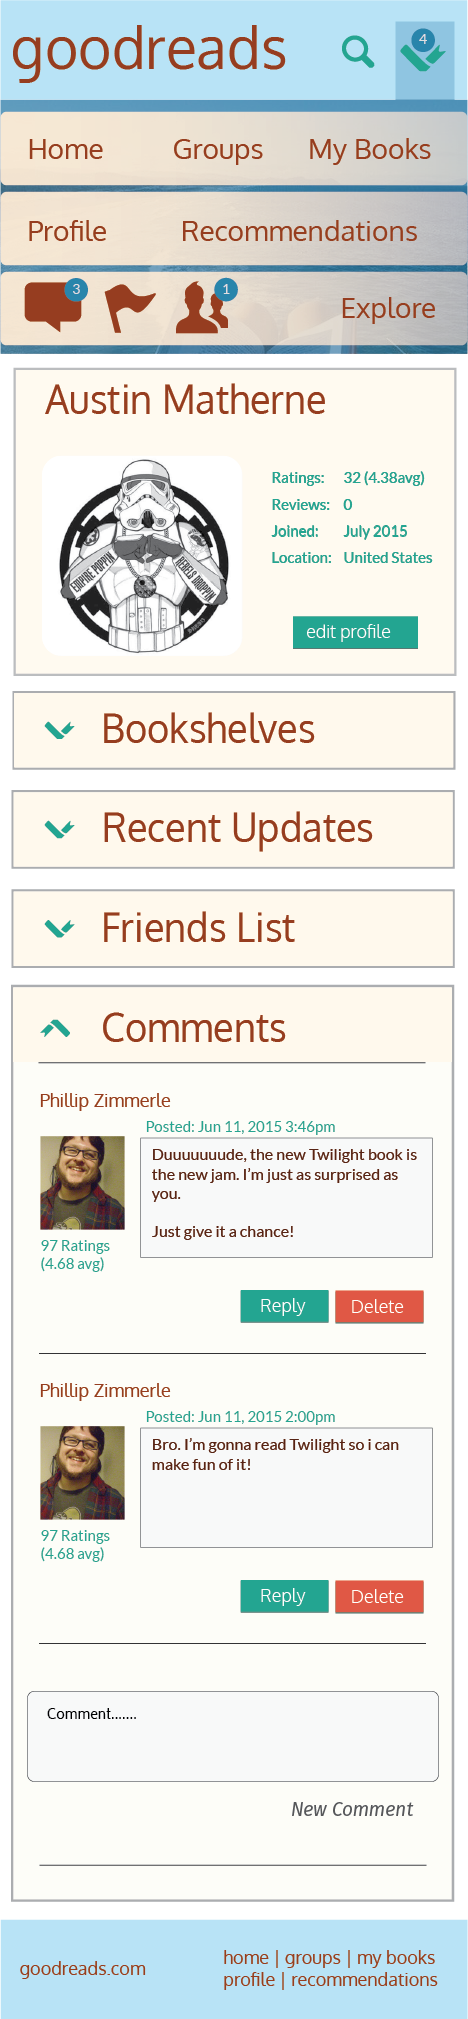 goodreads
4
Home Groups My Books
Profile Recommendations
3 1 Explore
Austin Matherne
EMPIRE POPPIN' REBELS DROPPIN'
Ratings: 32 (4.38avg)
Reviews: 0
Joined: July 2015
Location: United States
edit profile
Bookshelves
Recent Updates
Friends List
Comments
Phillip Zimmerle
Posted: Jun 11, 2015 3:46pm
Duuuuuuude, the new Twilight book is
the new jam. I'm just as surprised as
you.
Just give it a chance!
97 Ratings
(4.68 avg)
Reply Delete
Phillip Zimmerle
Posted: Jun 11, 2015 2:00pm
Bro. I'm gonna read Twilight so i can
make fun of it!
97 Ratings
(4.68 avg)
Reply Delete
Comment.......
New Comment
goodreads.com
home | groups | my books
profile | recommendations